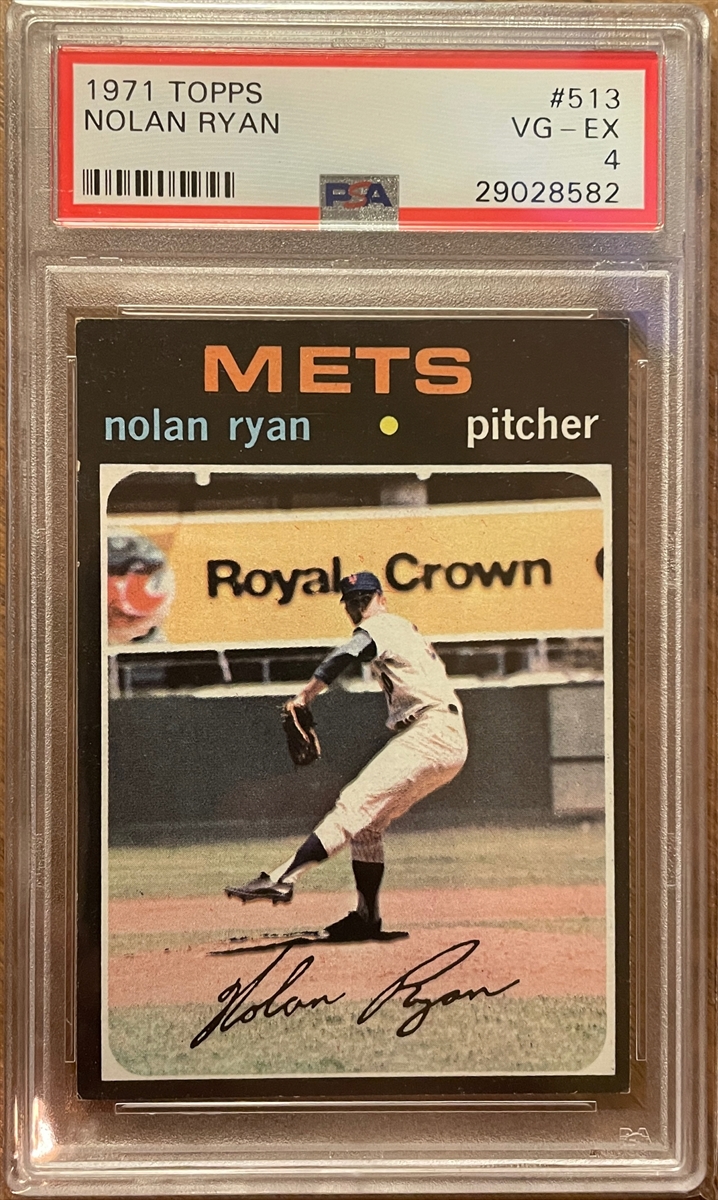 1971 TOPPS #513
NOLAN RYAN VG-EX
4
PSA 29028582
METS
nolan ryan • pitcher
Royal Crown
Nolan Ryan